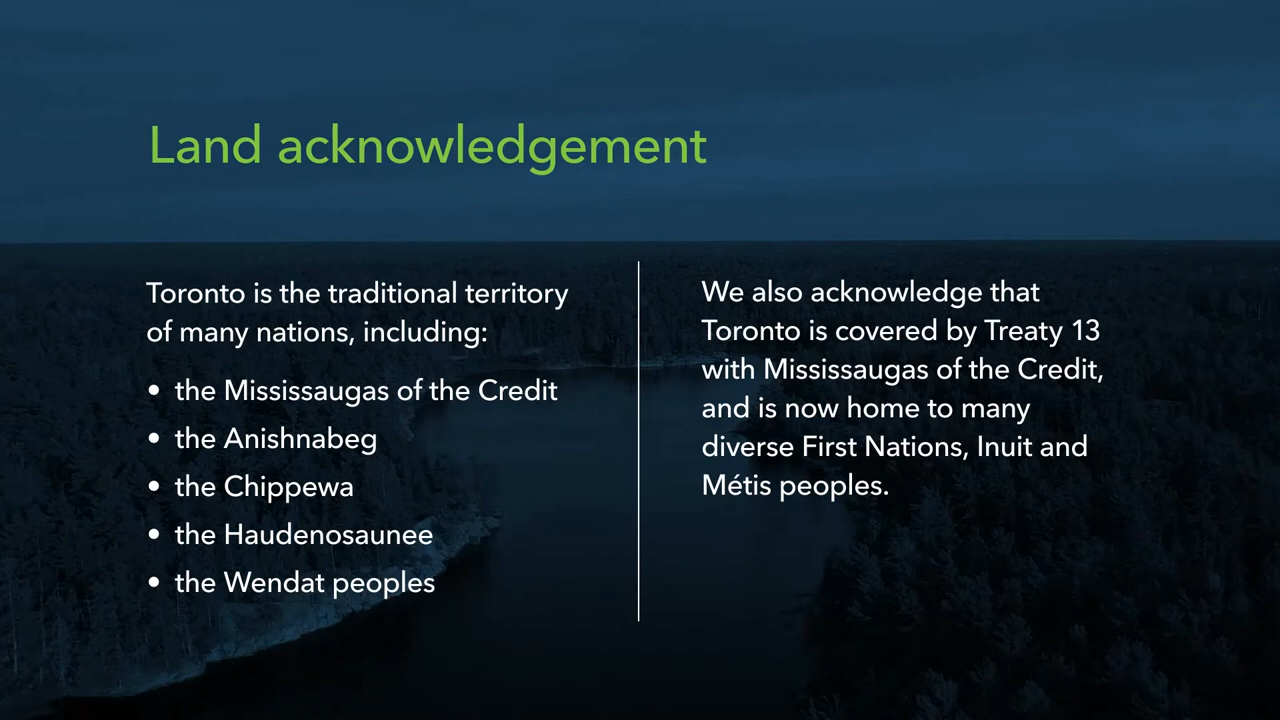 Land acknowledgement
Toronto is the traditional territory
of many nations, including:
• the Mississaugas of the Credit
• the Anishnabeg
• the Chippewa
• the Haudenosaunee
• the Wendat peoples
We also acknowledge that
Toronto is covered by Treaty 13
with Mississaugas of the Credit,
and is now home to many
diverse First Nations, Inuit and
Métis peoples.